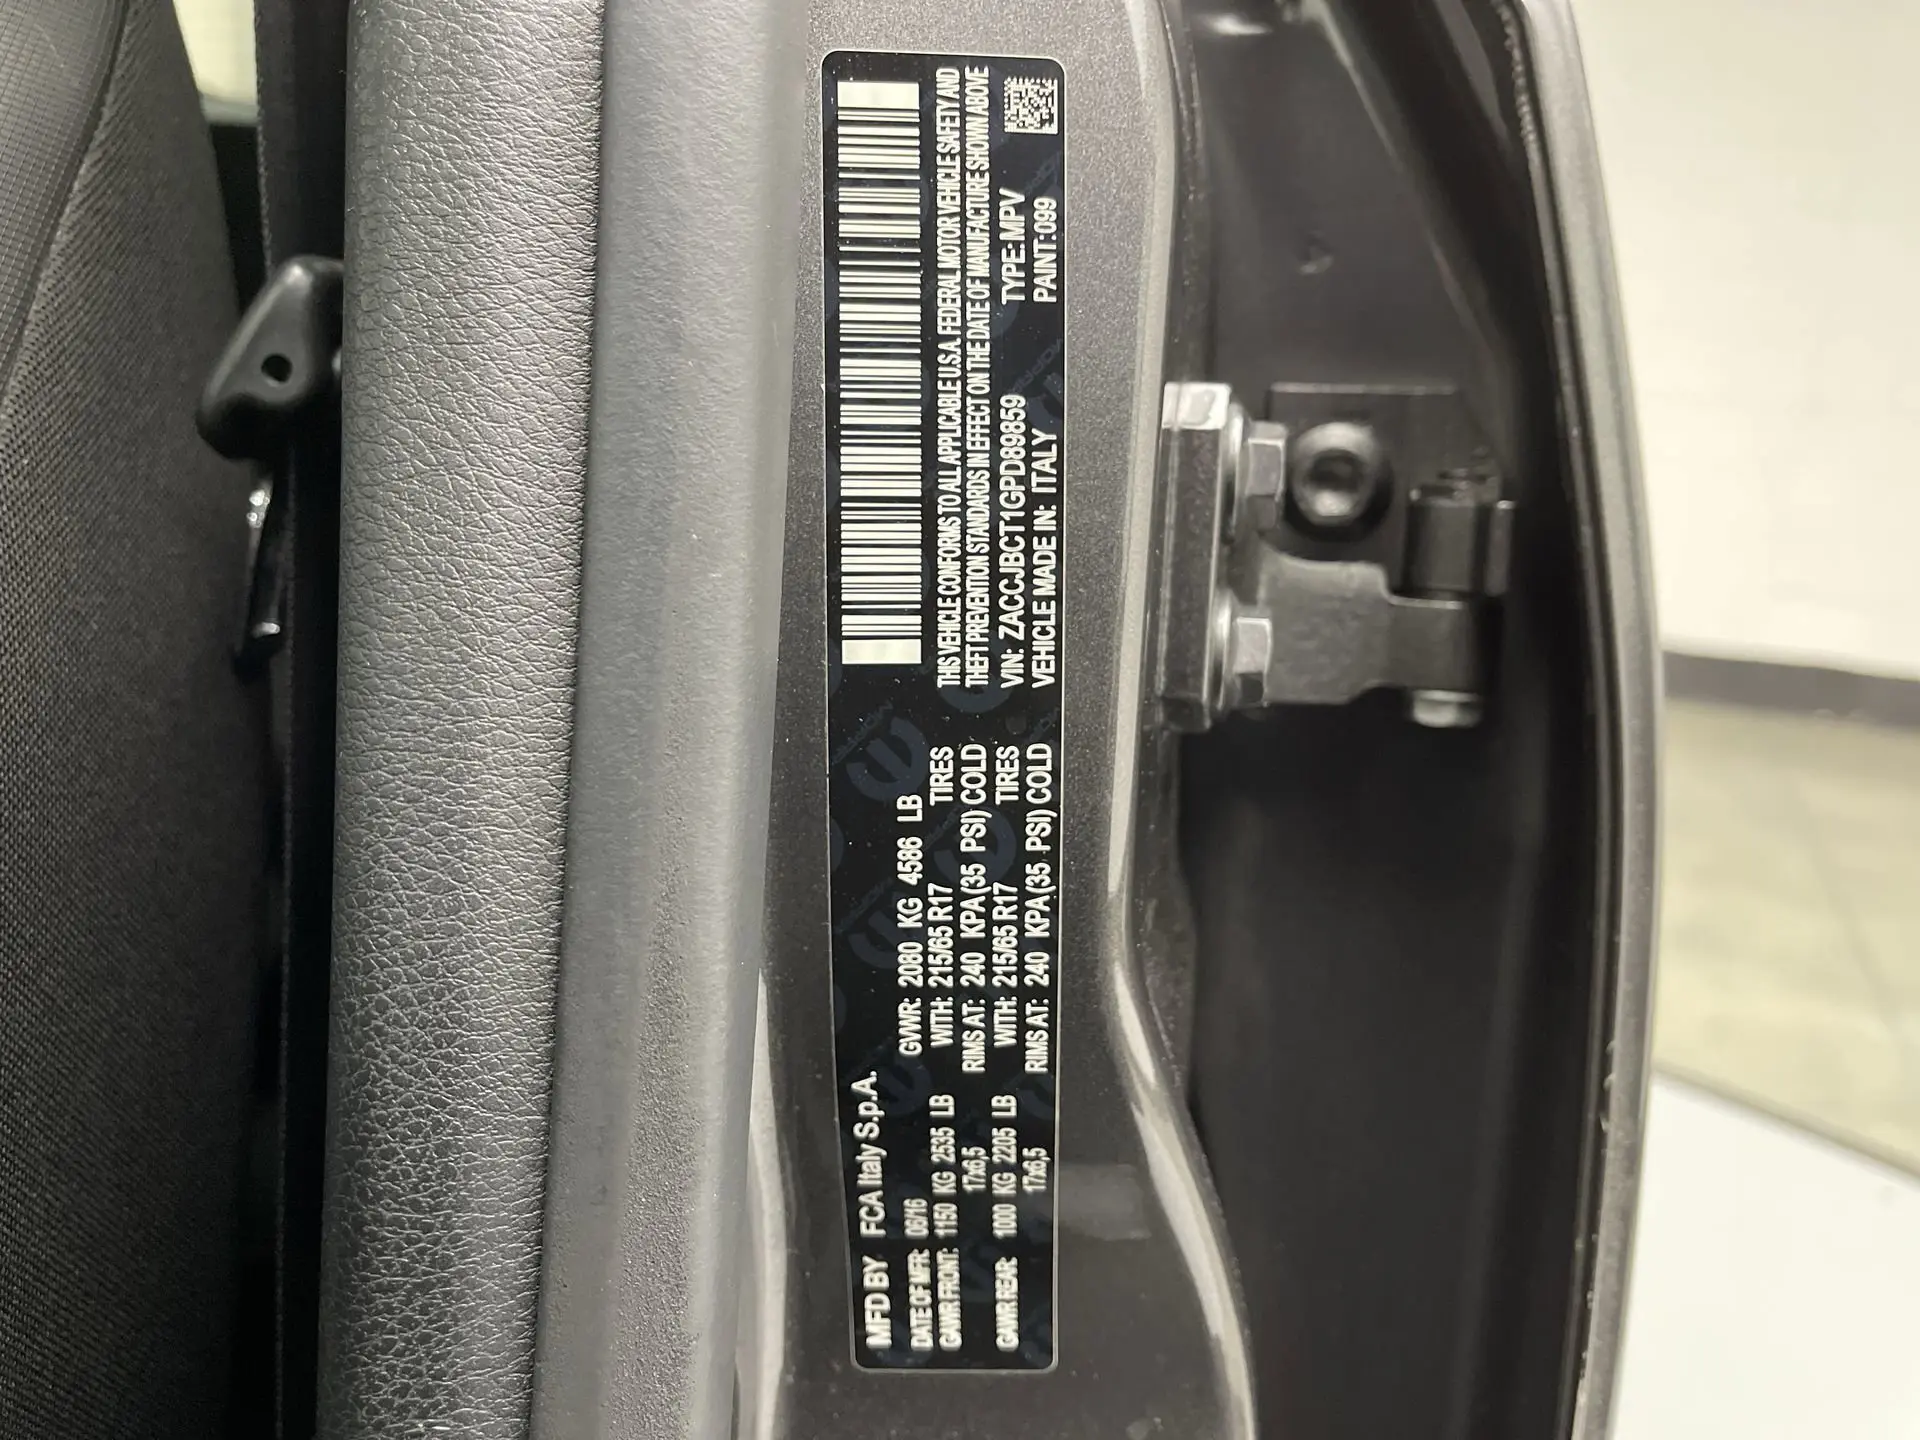 MFD BY FCA Italy S.p.A.
DATE OF MFR: 06/16 GVWR: 2080 KG 4586 LB
GAWR FRONT: 1150 KG 2535 LB WITH: 215/65 R17 TIRES
17x6,5 RIMS AT: 240 KPA(35 PSI) COLD
GAWR REAR: 1000 KG 2205 LB WITH: 215/65 R17 TIRES
17x6,5 RIMS AT: 240 KPA(35 PSI) COLD
THIS VEHICLE CONFORMS TO ALL APPLICABLE U.S.A. FEDERAL MOTOR VEHICLE SAFETY AND
THEFT PREVENTION STANDARDS IN EFFECT ON THE DATE OF MANUFACTURE SHOWN ABOVE
VIN: ZACCJBCT1GPD89859 TYPE: MPV
VEHICLE MADE IN: ITALY PAINT: 099